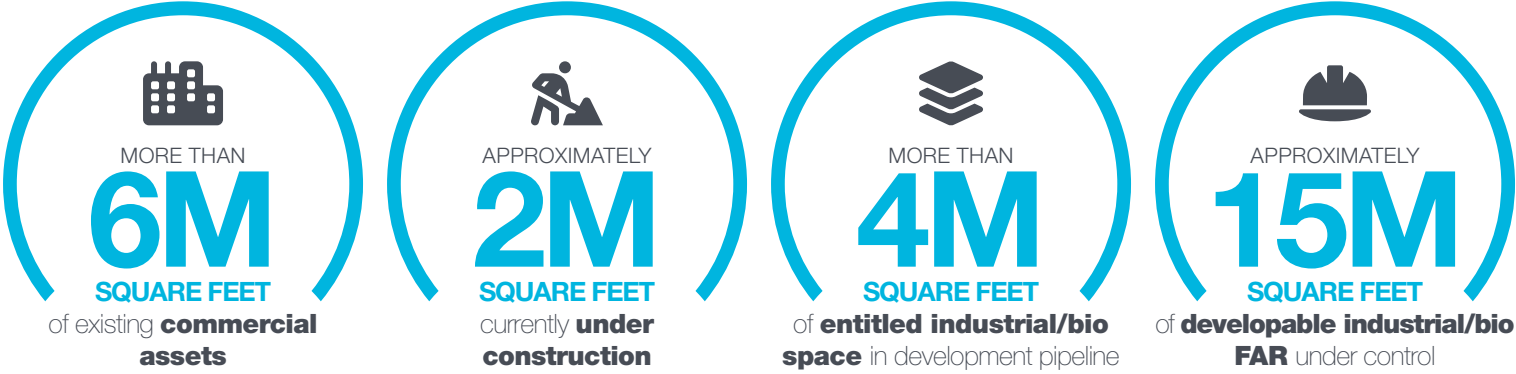 MORE THAN
6M
SQUARE FEET
of existing commercial
assets
APPROXIMATELY
2M
SQUARE FEET
currently under
construction
MORE THAN
4M
SQUARE FEET
of entitled industrial/bio
space in development pipeline
APPROXIMATELY
15M
SQUARE FEET
of developable industrial/bio
FAR under control